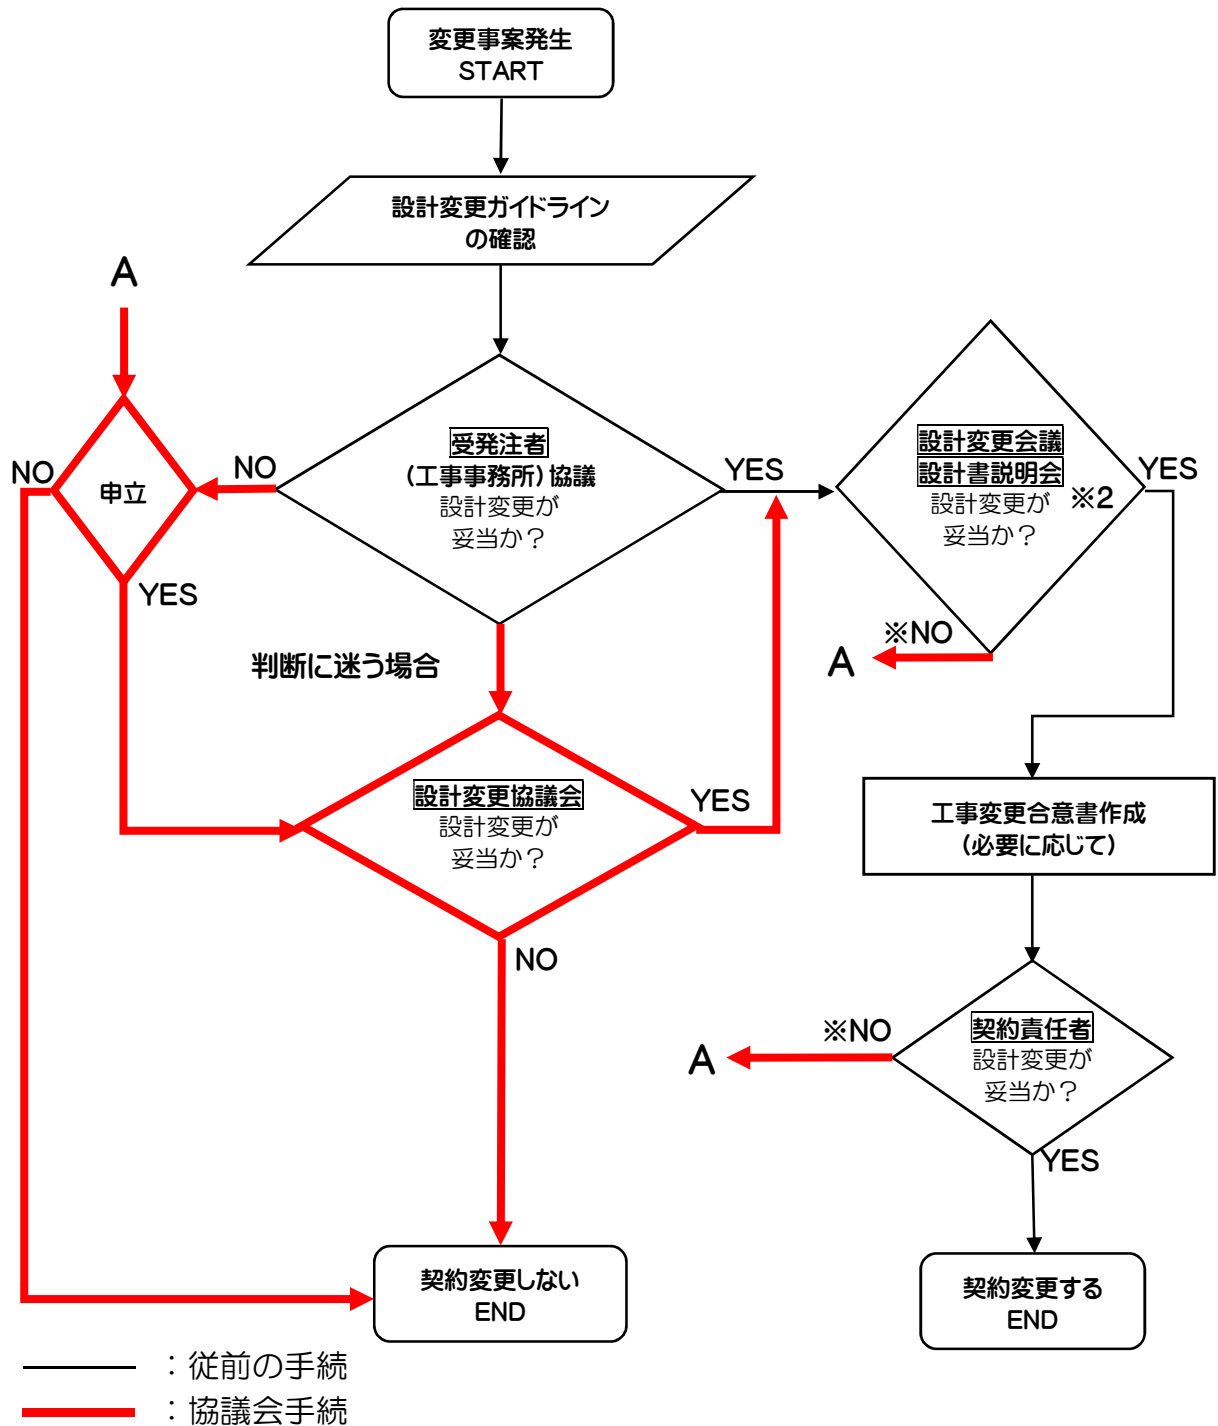 変更事案発生
START
設計変更ガイドライン
の確認
A
受発注者
(工事事務所)協議
設計変更が
妥当か？
NO
申立
NO
YES
YES
設計変更会議
設計書説明会
設計変更が
妥当か？
※2
YES
※NO
A
判断に迷う場合
設計変更協議会
設計変更が
妥当か？
YES
NO
工事変更合意書作成
(必要に応じて)
契約責任者
設計変更が
妥当か？
※NO
A
YES
契約変更しない
END
契約変更する
END
：従前の手続
：協議会手続